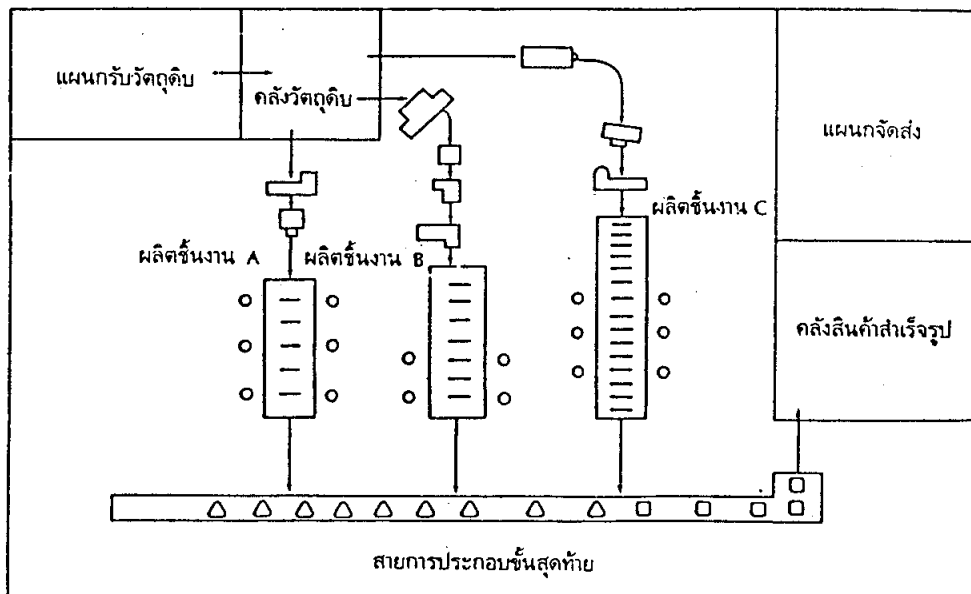 แผนกรับวัตถุดิบ
คลังวัตถุดิบ
แผนกจัดส่ง
ผลิตชิ้นงาน C
ผลิตชิ้นงาน A
ผลิตชิ้นงาน B
คลังสินค้าสำเร็จรูป
สายการประกอบขั้นสุดท้าย